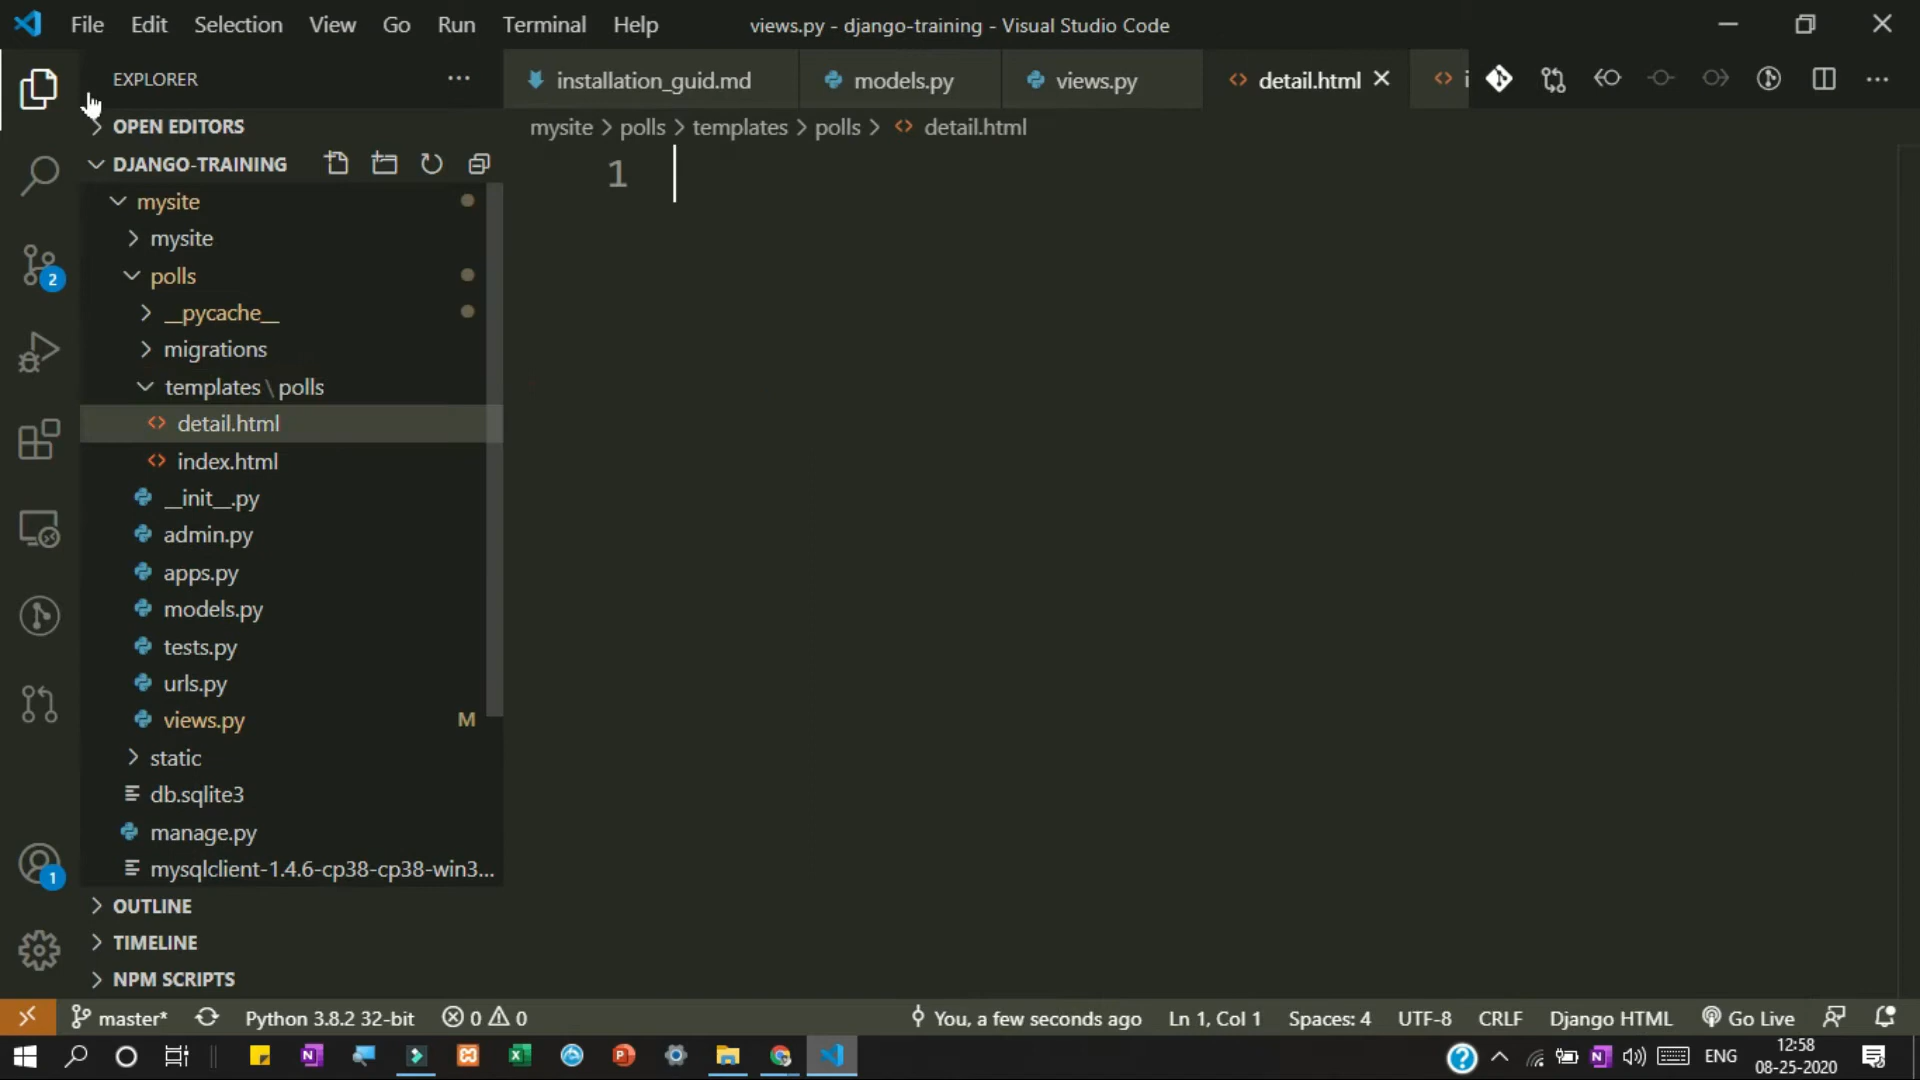 File Edit Selection View Go Run Terminal Help
views.py - django-training - Visual Studio Code
EXPLORER
installation_guid.md
models.py
views.py
detail.html
OPEN EDITORS
mysite > polls > templates > polls > detail.html
DJANGO-TRAINING
1
mysite
mysite
polls
__pycache__
migrations
templates \ polls
detail.html
index.html
__init__.py
admin.py
apps.py
models.py
tests.py
urls.py
views.py M
static
db.sqlite3
manage.py
mysqlclient-1.4.6-cp38-cp38-win3...
OUTLINE
TIMELINE
NPM SCRIPTS
2
1
master* Python 3.8.2 32-bit 0 0 You, a few seconds ago Ln 1, Col 1 Spaces: 4 UTF-8 CRLF Django HTML Go Live
ENG 12:58
08-25-2020